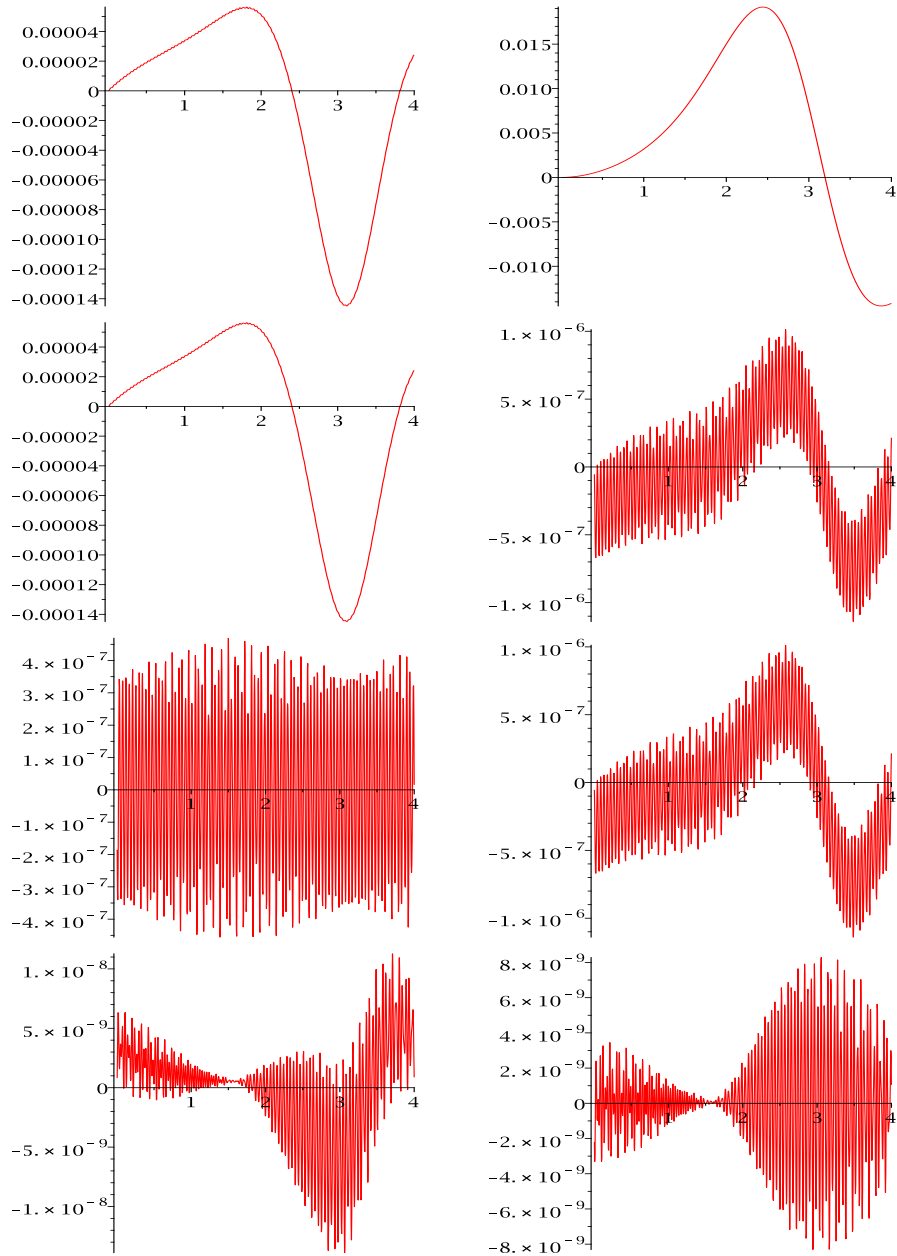 0.00004
0.00002
0
−0.00002
−0.00004
−0.00006
−0.00008
−0.00010
−0.00012
−0.00014
1 2 3 4
0.015
0.010
0.005
0
−0.005
−0.010
1 2 3 4
0.00004
0.00002
0
−0.00002
−0.00004
−0.00006
−0.00008
−0.00010
−0.00012
−0.00014
1 2 3 4
1. × 10⁻⁶
5. × 10⁻⁷
0
−5. × 10⁻⁷
−1. × 10⁻⁶
1 2 3 4
4. × 10⁻⁷
3. × 10⁻⁷
2. × 10⁻⁷
1. × 10⁻⁷
0
−1. × 10⁻⁷
−2. × 10⁻⁷
−3. × 10⁻⁷
−4. × 10⁻⁷
1 2 3 4
1. × 10⁻⁶
5. × 10⁻⁷
0
−5. × 10⁻⁷
−1. × 10⁻⁶
1 2 3 4
1. × 10⁻⁸
5. × 10⁻⁹
0
−5. × 10⁻⁹
−1. × 10⁻⁸
1 2 3 4
8. × 10⁻⁹
6. × 10⁻⁹
4. × 10⁻⁹
2. × 10⁻⁹
0
−2. × 10⁻⁹
−4. × 10⁻⁹
−6. × 10⁻⁹
−8. × 10⁻⁹
1 2 3 4